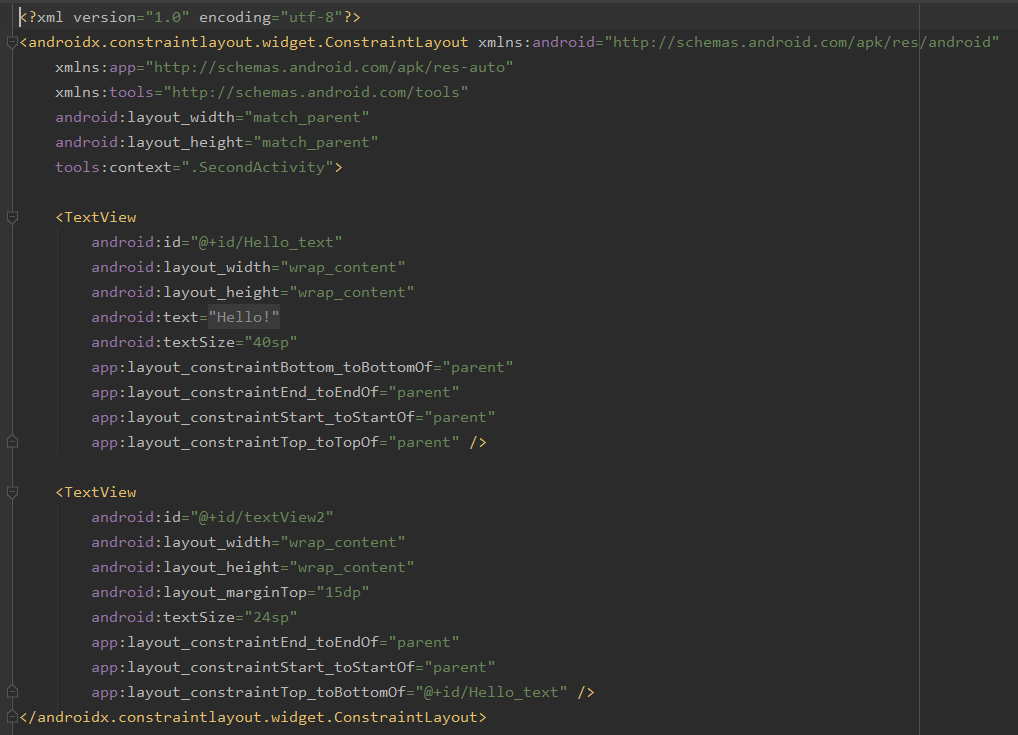 <?xml version="1.0" encoding="utf-8"?>
<androidx.constraintlayout.widget.ConstraintLayout xmlns:android="http://schemas.android.com/apk/res/android"
    xmlns:app="http://schemas.android.com/apk/res-auto"
    xmlns:tools="http://schemas.android.com/tools"
    android:layout_width="match_parent"
    android:layout_height="match_parent"
    tools:context=".SecondActivity">

    <TextView
        android:id="@+id/Hello_text"
        android:layout_width="wrap_content"
        android:layout_height="wrap_content"
        android:text="Hello!"
        android:textSize="40sp"
        app:layout_constraintBottom_toBottomOf="parent"
        app:layout_constraintEnd_toEndOf="parent"
        app:layout_constraintStart_toStartOf="parent"
        app:layout_constraintTop_toTopOf="parent" />

    <TextView
        android:id="@+id/textView2"
        android:layout_width="wrap_content"
        android:layout_height="wrap_content"
        android:layout_marginTop="15dp"
        android:textSize="24sp"
        app:layout_constraintEnd_toEndOf="parent"
        app:layout_constraintStart_toStartOf="parent"
        app:layout_constraintTop_toBottomOf="@+id/Hello_text" />
</androidx.constraintlayout.widget.ConstraintLayout>